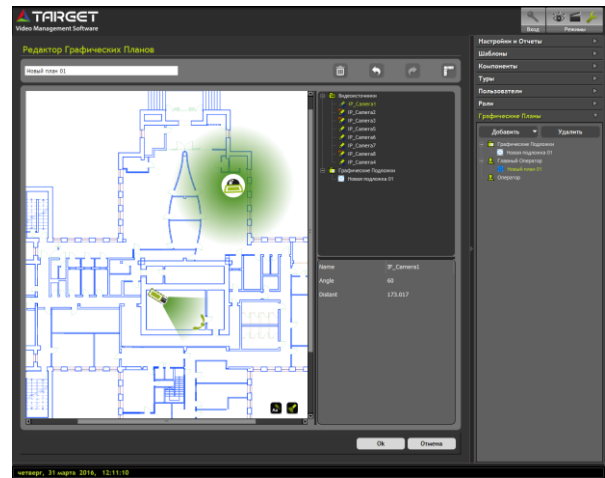 TARGET
Video Management Software
Вход
Режимы
Редактор Графических Планов
Новый план 01
Видеоисточники
IP_Camera1
IP_Camera2
IP_Camera3
IP_Camera5
IP_Camera6
IP_Camera7
IP_Camera8
IP_Camera4
Графические Подложки
Новая подложка 01
Name IP_Camera1
Angle 60
Distant 173.017
Ok Отмена
Настройки и Отчеты
Шаблоны
Компоненты
Туры
Пользователи
Роли
Графические Планы
Добавить Удалить
Графические Подложки
Новая подложка 01
Главный Оператор
Новый план 01
Оператор
четверг, 31 марта 2016, 12:11:10